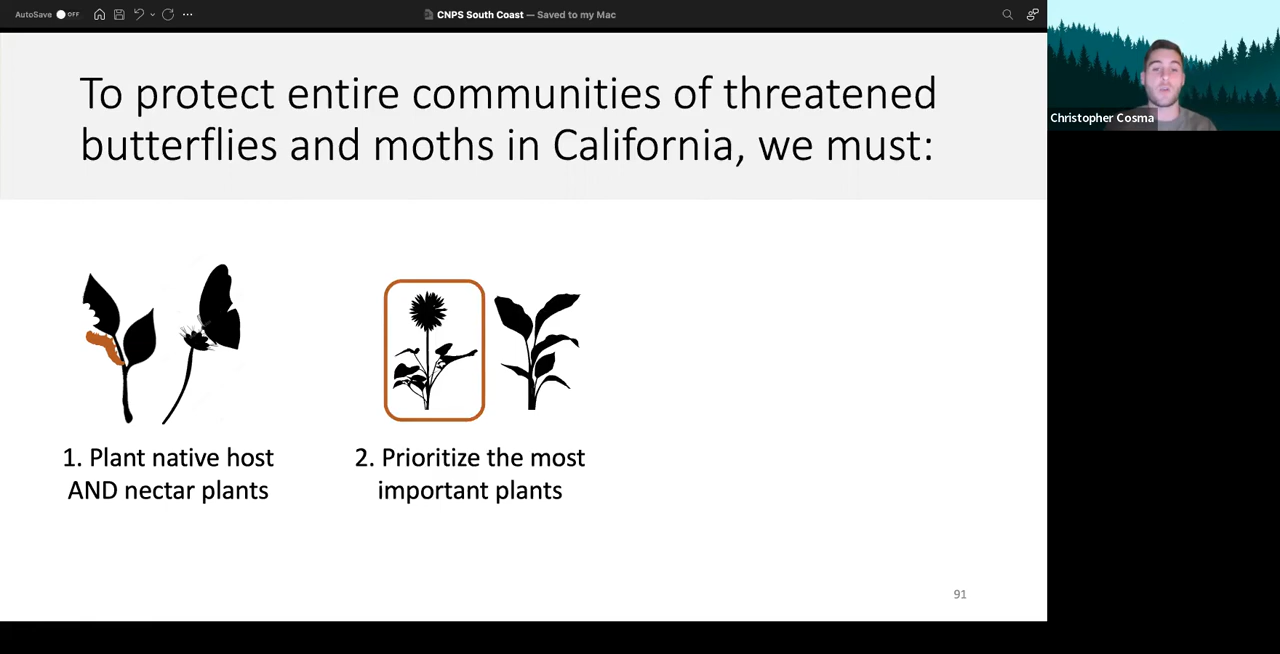 AutoSave OFF
CNPS South Coast — Saved to my Mac
To protect entire communities of threatened
butterflies and moths in California, we must:
Christopher Cosma
1. Plant native host
AND nectar plants
2. Prioritize the most
important plants
91